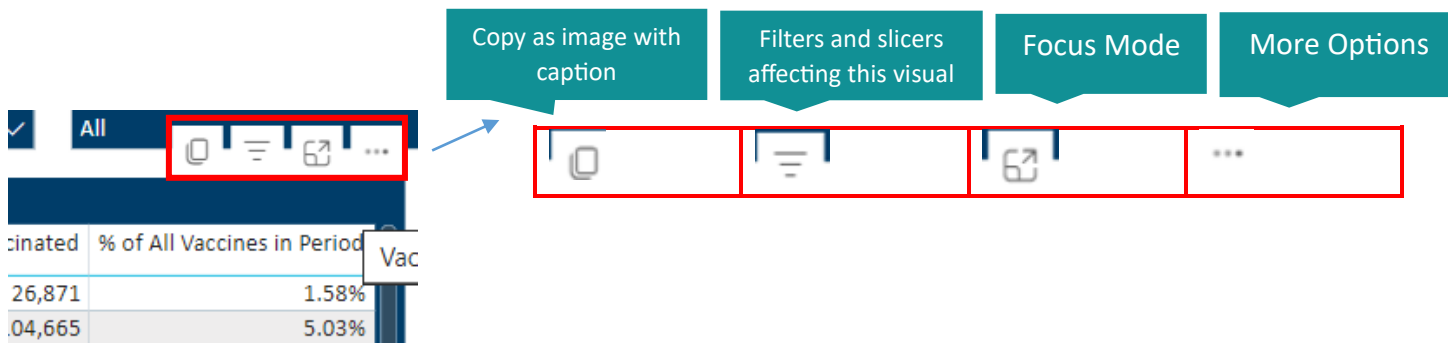 Copy as image with
caption
Filters and slicers
affecting this visual
Focus Mode
More Options
All
cinated
% of All Vaccines in Period
Vac
26,871
1.58%
04,665
5.03%